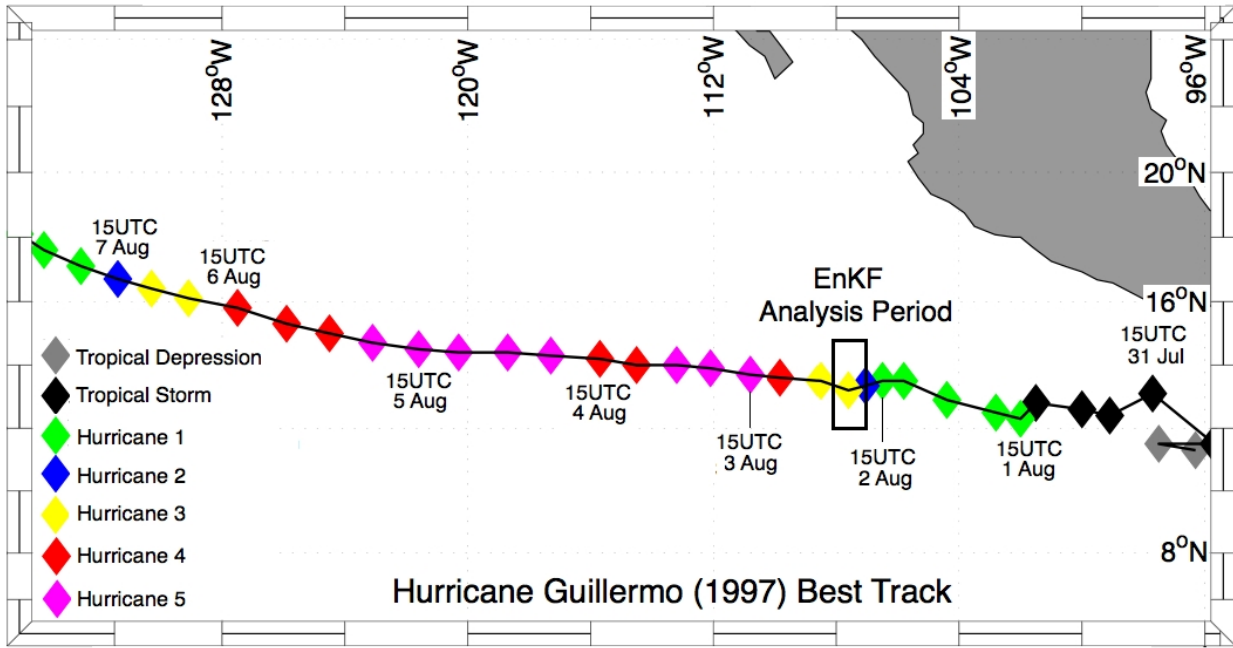 128°W
120°W
112°W
104°W
96°W
20°N
15UTC
7 Aug
15UTC
6 Aug
EnKF
Analysis Period
16°N
15UTC
31 Jul
Tropical Depression
Tropical Storm
Hurricane 1
Hurricane 2
Hurricane 3
Hurricane 4
Hurricane 5
15UTC
5 Aug
15UTC
4 Aug
15UTC
3 Aug
15UTC
2 Aug
15UTC
1 Aug
8°N
Hurricane Guillermo (1997) Best Track